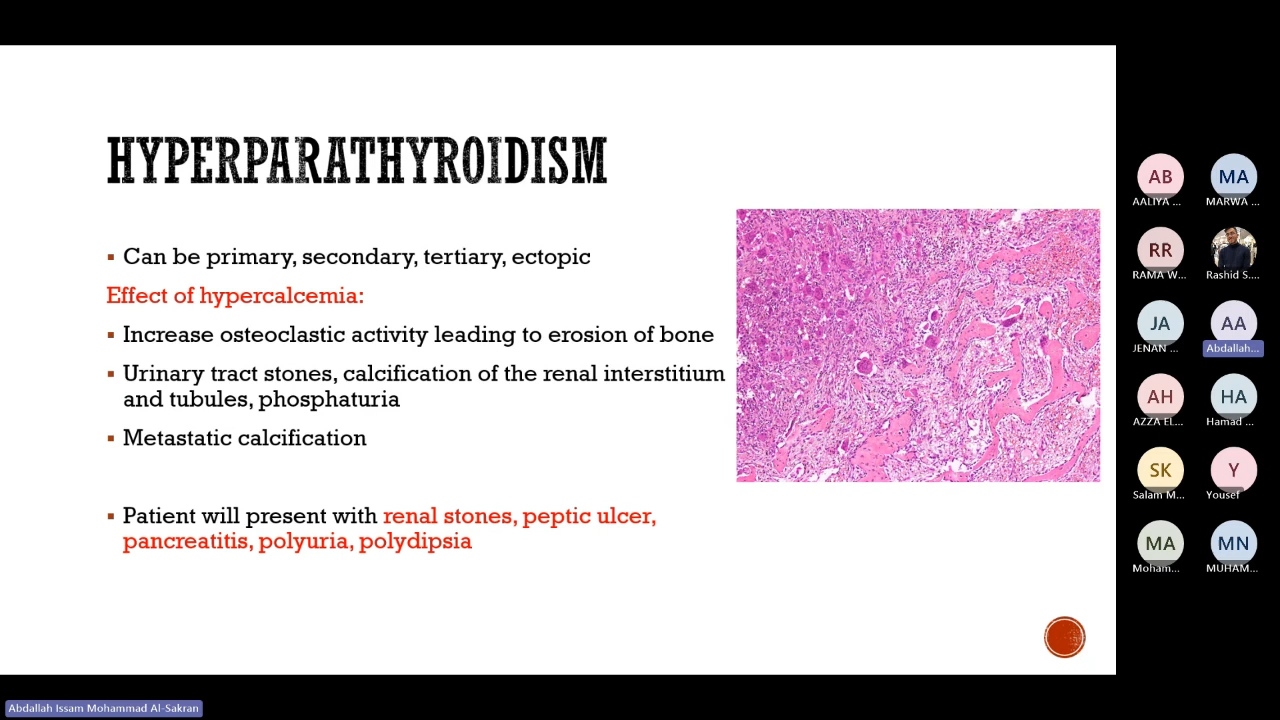 HYPERPARATHYROIDISM
▪ Can be primary, secondary, tertiary, ectopic
Effect of hypercalcemia:
▪ Increase osteoclastic activity leading to erosion of bone
▪ Urinary tract stones, calcification of the renal interstitium
and tubules, phosphaturia
▪ Metastatic calcification
▪ Patient will present with renal stones, peptic ulcer,
pancreatitis, polyuria, polydipsia
AB MA
AALIYA ... MARWA ...
RR
RAMA W... Rashid S....
JA AA
JENAN ... Abdallah...
AH HA
AZZA EL... Hamad ...
SK Y
Salam M... Yousef
MA MN
Moham... MUHAM...
Abdallah Issam Mohammad Al-Sakran